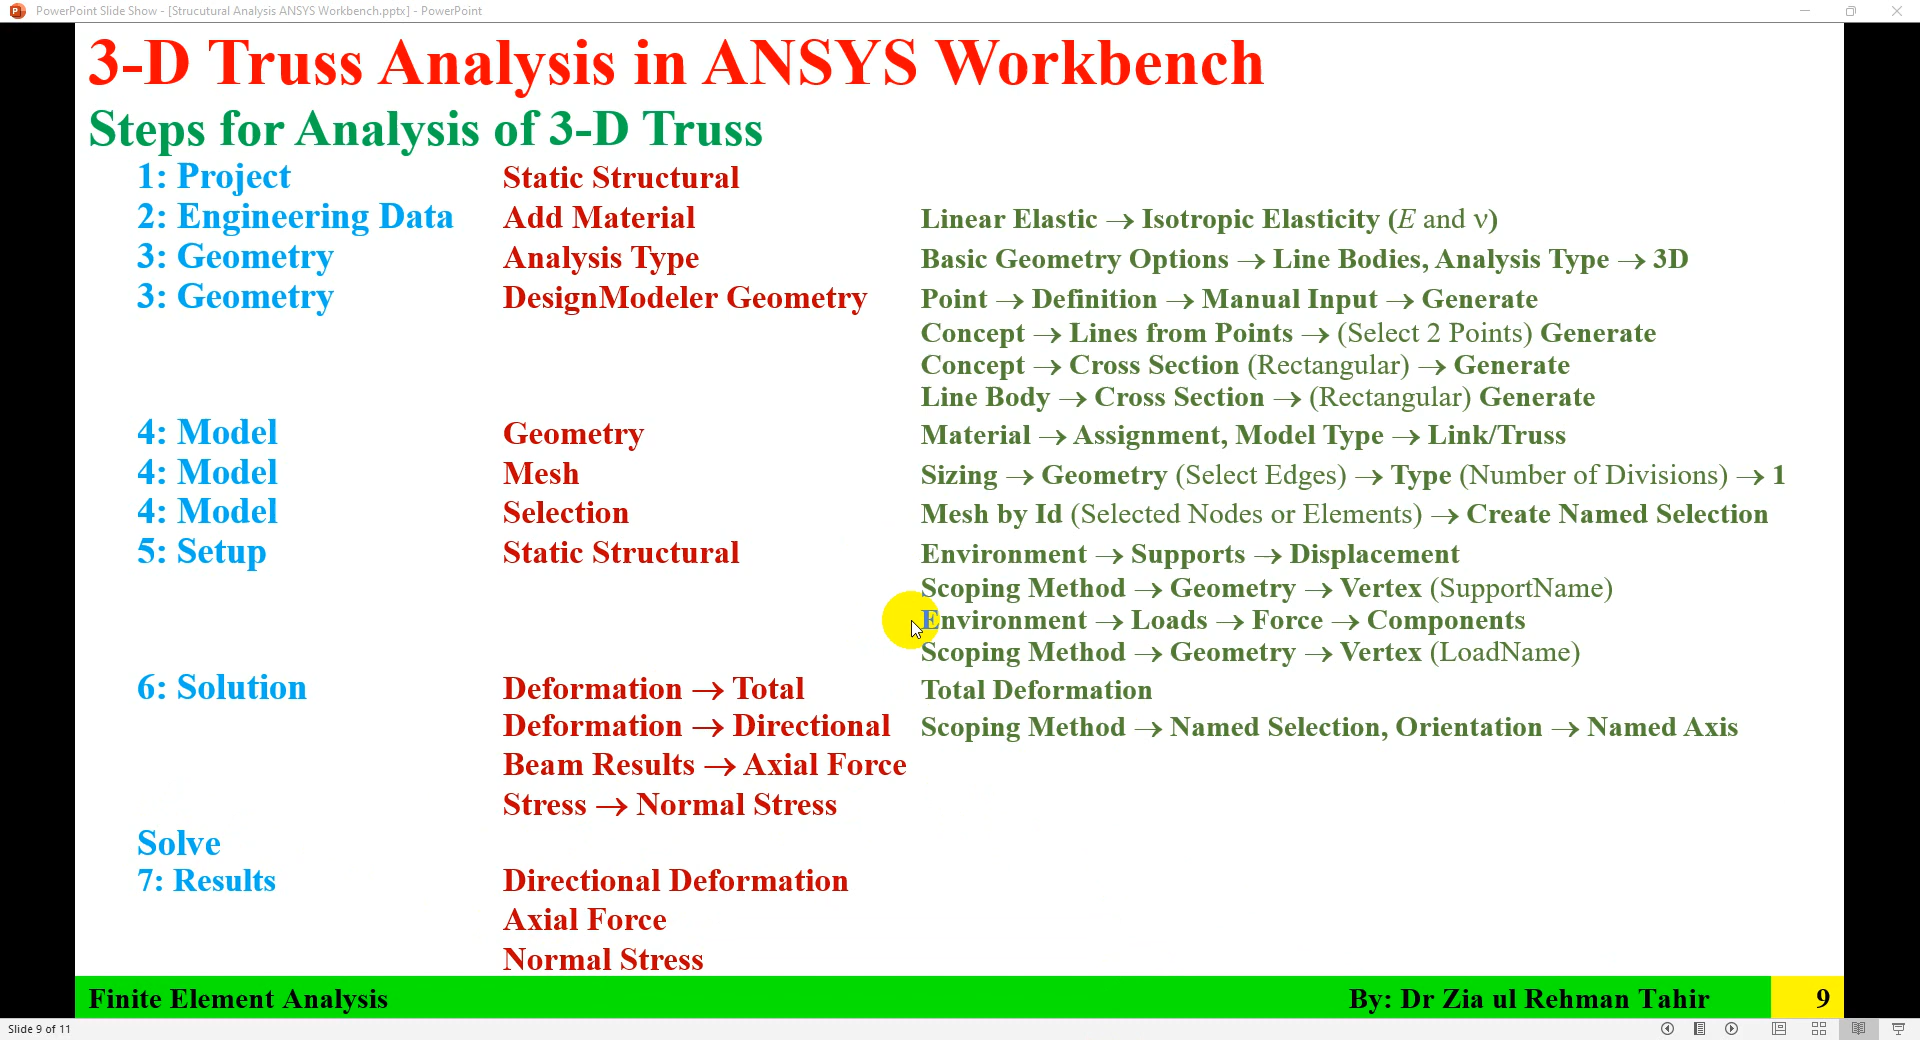 PowerPoint Slide Show - [Strucutural Analysis ANSYS Workbench.pptx] - PowerPoint
3-D Truss Analysis in ANSYS Workbench
Steps for Analysis of 3-D Truss
1: Project Static Structural
2: Engineering Data Add Material Linear Elastic → Isotropic Elasticity (E and ν)
3: Geometry Analysis Type Basic Geometry Options → Line Bodies, Analysis Type → 3D
3: Geometry DesignModeler Geometry Point → Definition → Manual Input → Generate
Concept → Lines from Points → (Select 2 Points) Generate
Concept → Cross Section (Rectangular) → Generate
Line Body → Cross Section → (Rectangular) Generate
4: Model Geometry Material → Assignment, Model Type → Link/Truss
4: Model Mesh Sizing → Geometry (Select Edges) → Type (Number of Divisions) → 1
4: Model Selection Mesh by Id (Selected Nodes or Elements) → Create Named Selection
5: Setup Static Structural Environment → Supports → Displacement
Scoping Method → Geometry → Vertex (SupportName)
Environment → Loads → Force → Components
Scoping Method → Geometry → Vertex (LoadName)
6: Solution Deformation → Total Total Deformation
Deformation → Directional Scoping Method → Named Selection, Orientation → Named Axis
Beam Results → Axial Force
Stress → Normal Stress
Solve
7: Results Directional Deformation
Axial Force
Normal Stress
Finite Element Analysis By: Dr Zia ul Rehman Tahir 9
Slide 9 of 11